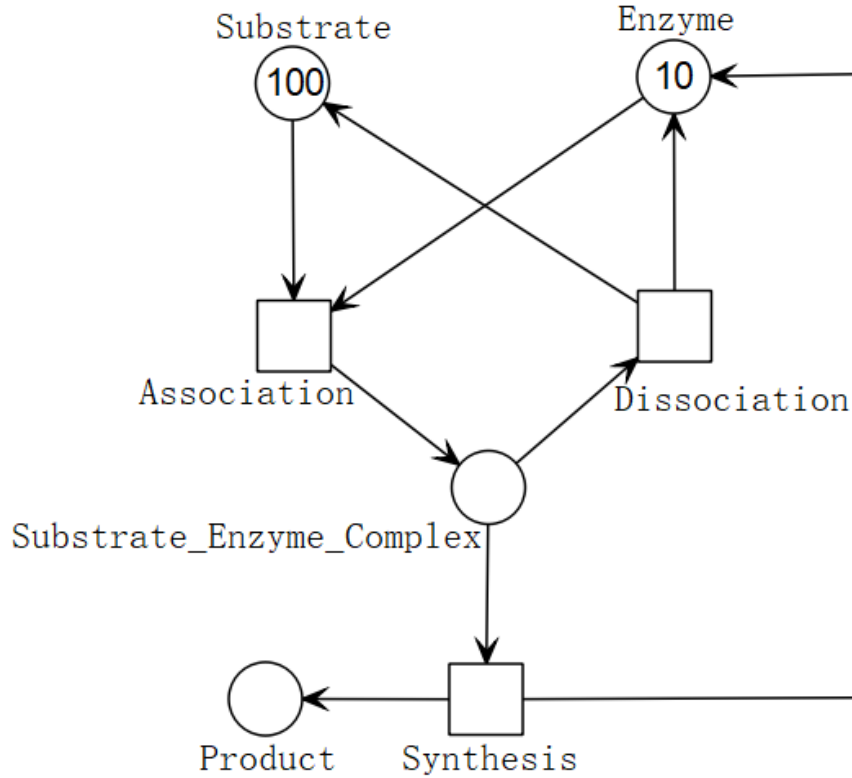 Substrate
Enzyme
100
10
Association
Dissociation
Substrate_Enzyme_Complex
Product
Synthesis